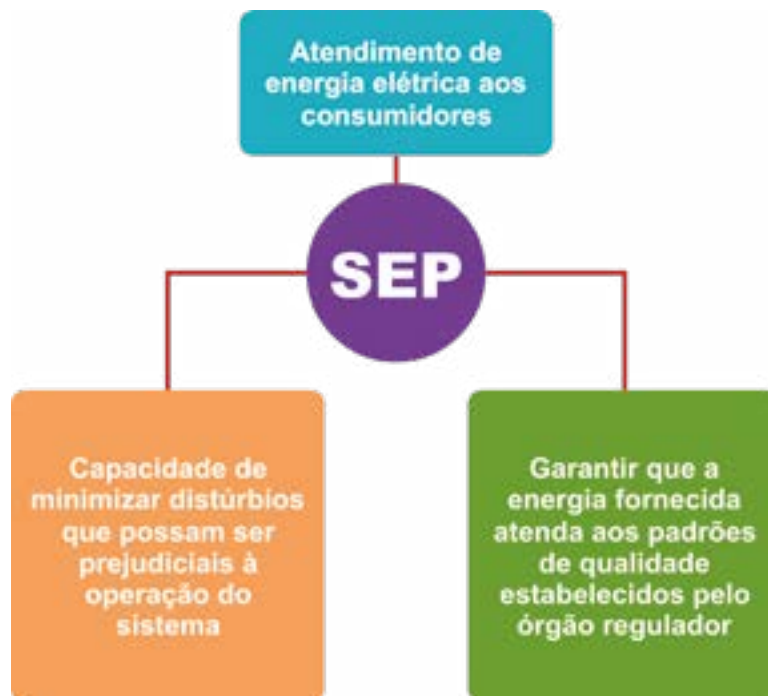 Atendimento de
energia elétrica aos
consumidores
SEP
Capacidade de
minimizar distúrbios
que possam ser
prejudiciais à
operação do
sistema
Garantir que a
energia fornecida
atenda aos padrões
de qualidade
estabelecidos pelo
órgão regulador